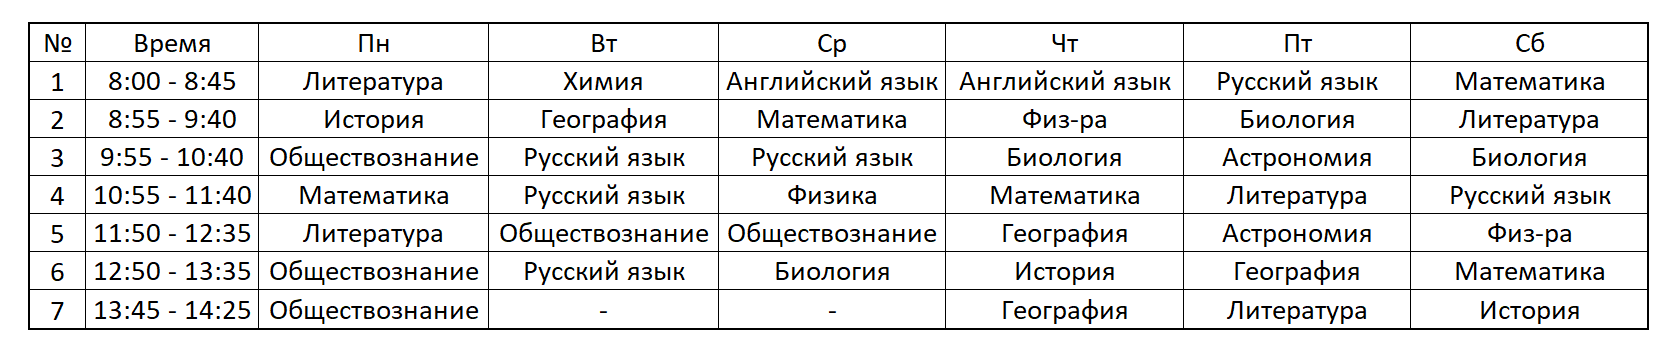 № Время Пн Вт Ср Чт Пт Сб
1 8:00 - 8:45 Литература Химия Английский язык Английский язык Русский язык Математика
2 8:55 - 9:40 История География Математика Физ-ра Биология Литература
3 9:55 - 10:40 Обществознание Русский язык Русский язык Биология Астрономия Биология
4 10:55 - 11:40 Математика Русский язык Физика Математика Литература Русский язык
5 11:50 - 12:35 Литература Обществознание Обществознание География Астрономия Физ-ра
6 12:50 - 13:35 Обществознание Русский язык Биология История География Математика
7 13:45 - 14:25 Обществознание - - География Литература История